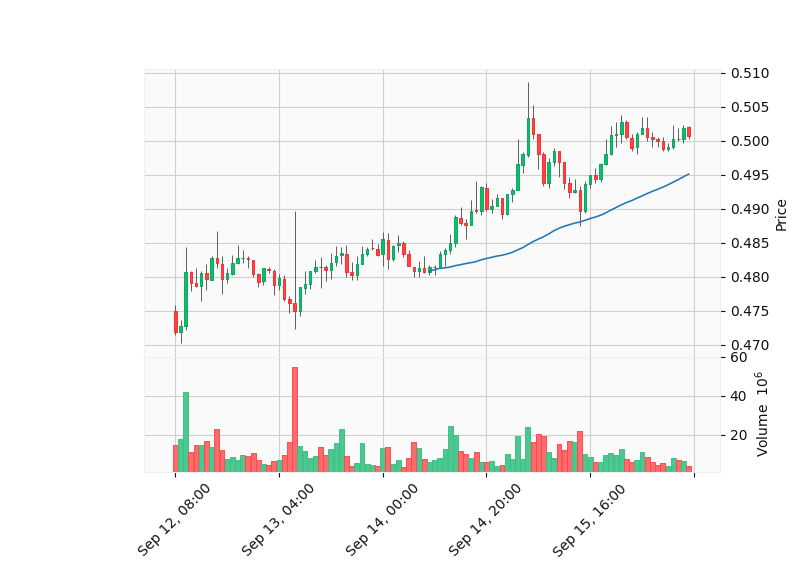 0.510
0.505
0.500
0.495
0.490
0.485
0.480
0.475
0.470
Price
60
40
20
Volume 10^6
Sep 12, 08:00
Sep 13, 04:00
Sep 14, 00:00
Sep 14, 20:00
Sep 15, 16:00